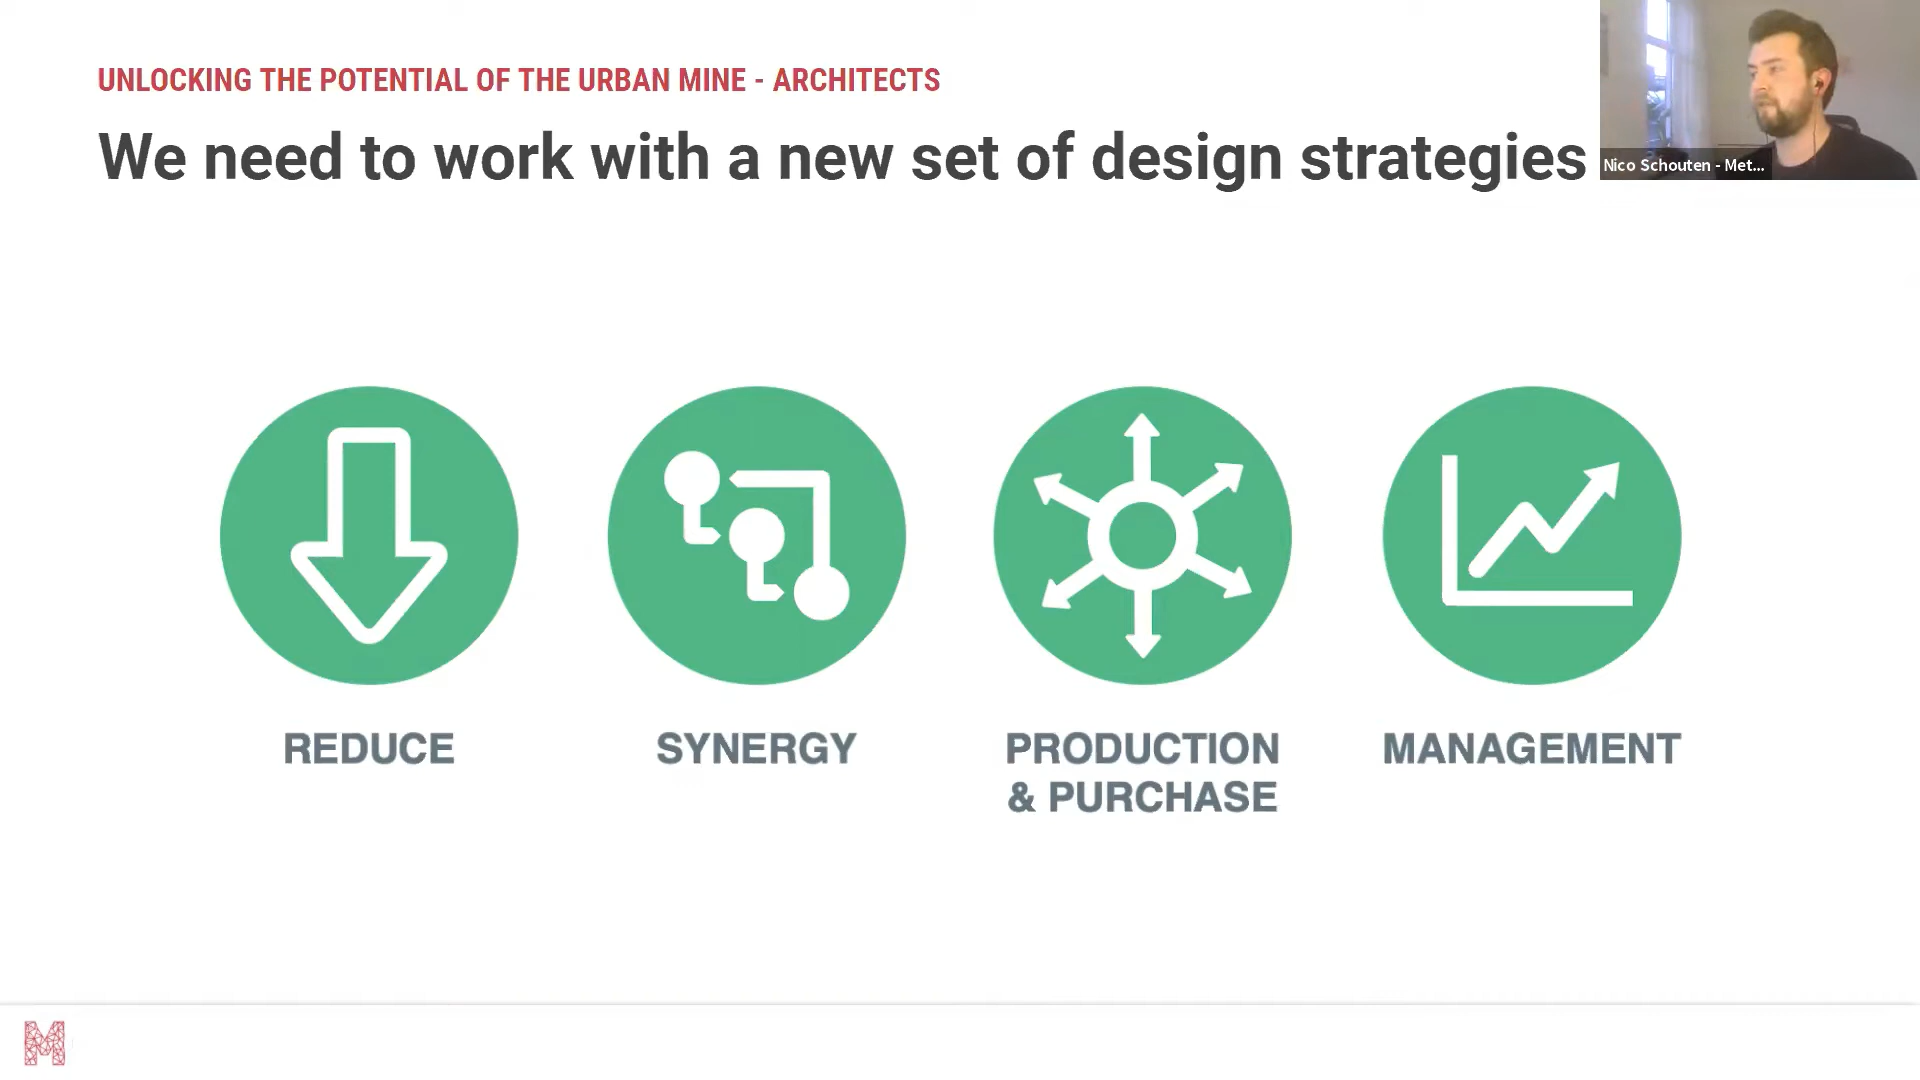 UNLOCKING THE POTENTIAL OF THE URBAN MINE - ARCHITECTS
We need to work with a new set of design strategies
Nico Schouten - Met...
REDUCE
SYNERGY
PRODUCTION
& PURCHASE
MANAGEMENT
M